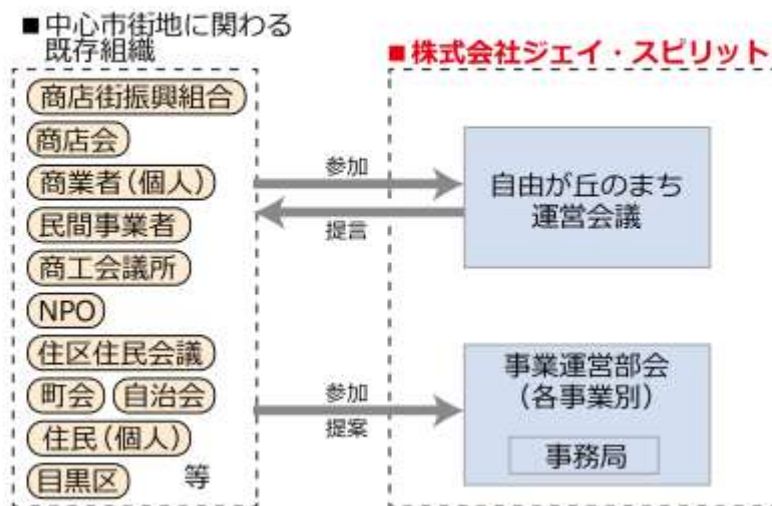 ■中心市街地に関わる
既存組織
商店街振興組合
商店会
商業者(個人)
民間事業者
商工会議所
NPO
住区住民会議
町会 自治会
住民(個人)
目黒区 等
参加
提言
参加
提案
■株式会社ジェイ・スピリット
自由が丘のまち
運営会議
事業運営部会
(各事業別)
事務局